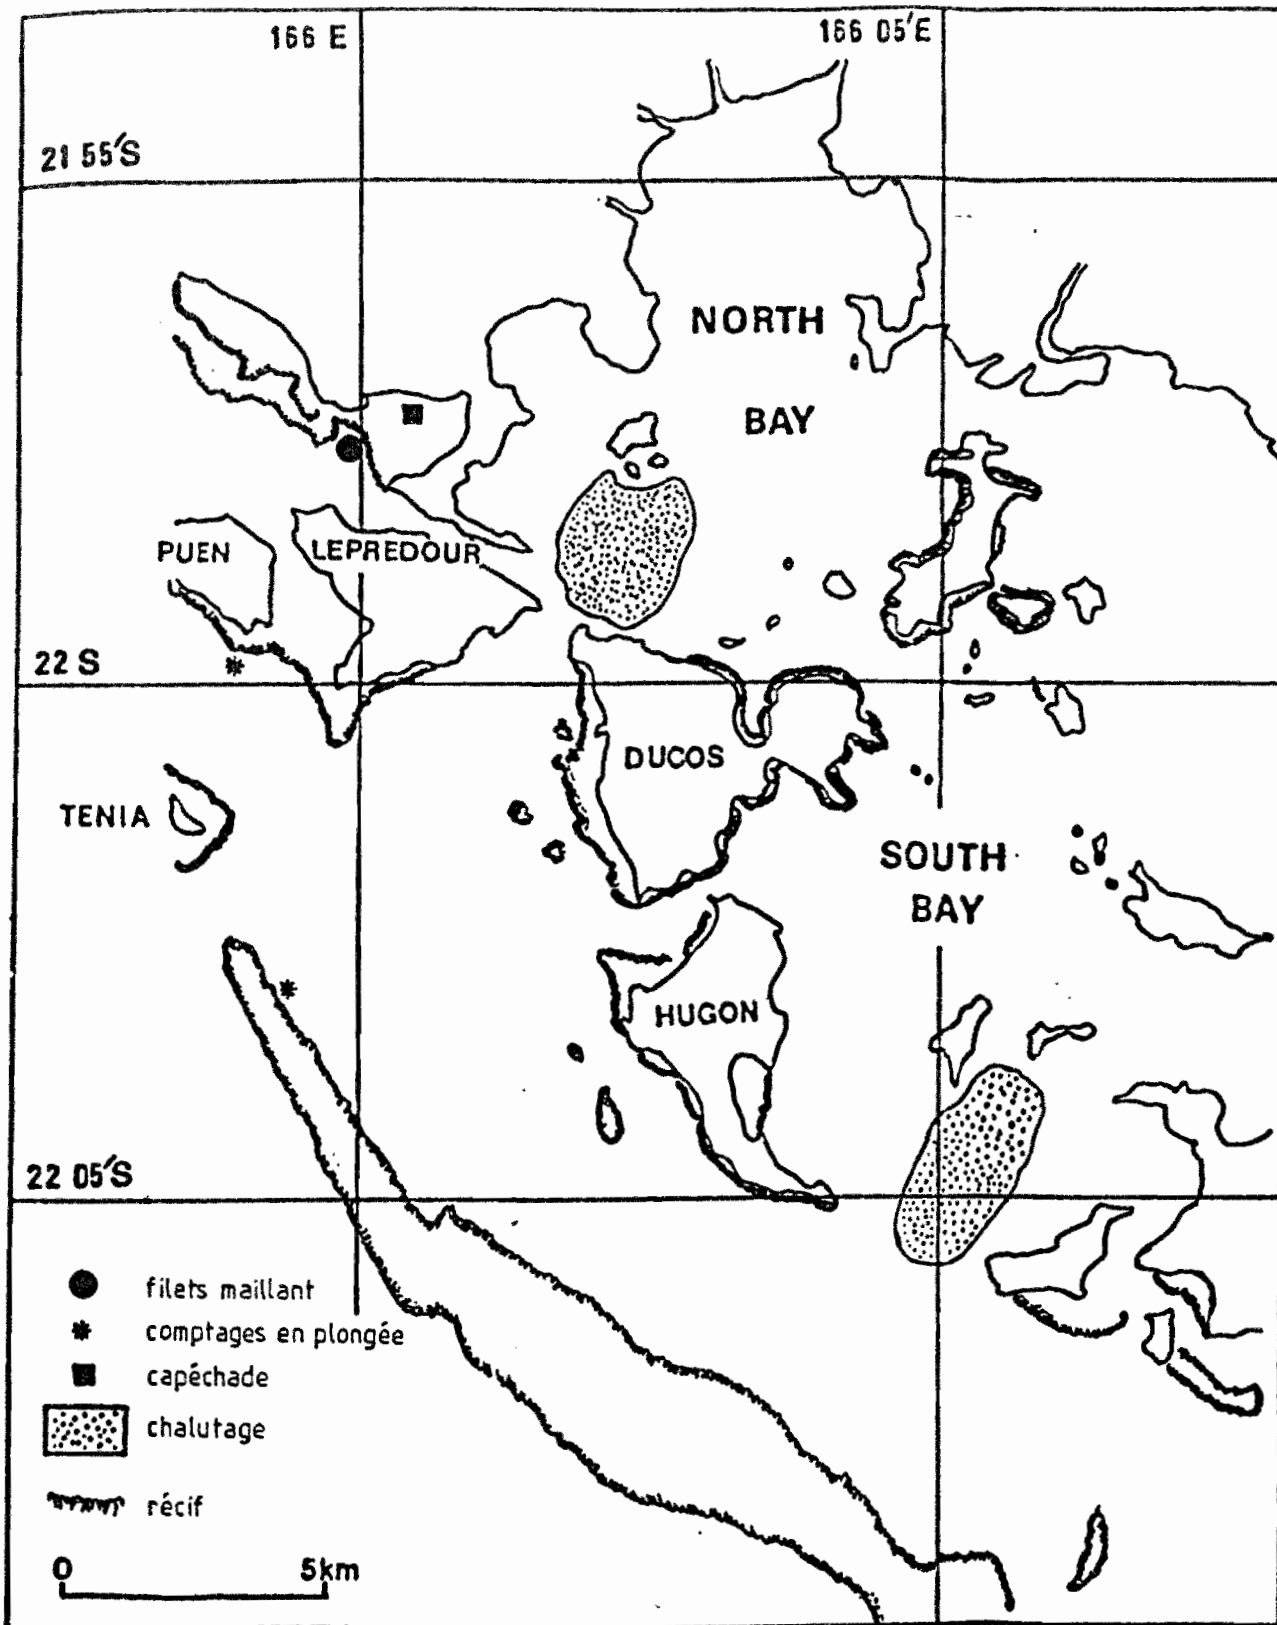 166 E
166 05'E
21 55'S
NORTH
BAY
PUEN
LEPREDOUR
22 S
DUCOS
TENIA
SOUTH
BAY
HUGON
22 05'S
filets maillant
comptages en plongée
capéchade
chalutage
récif
0 5km